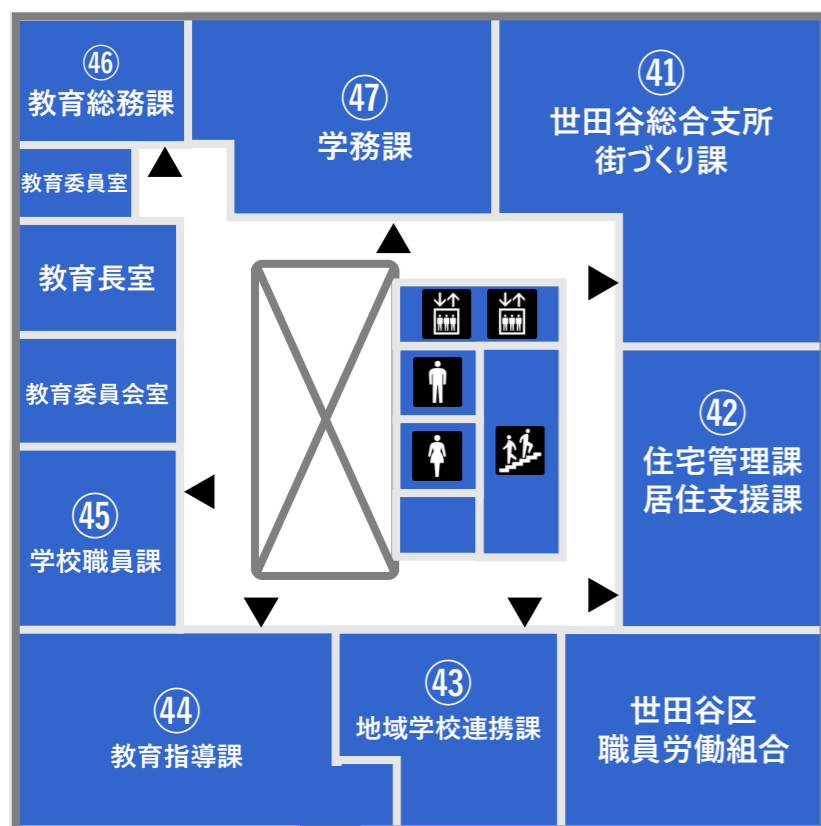 ㊻
教育総務課
㊼
学務課
㊶
世田谷総合支所
街づくり課
教育委員室
教育長室
教育委員会室
㊷
住宅管理課
居住支援課
㊺
学校職員課
㊹
教育指導課
㊸
地域学校連携課
世田谷区
職員労働組合